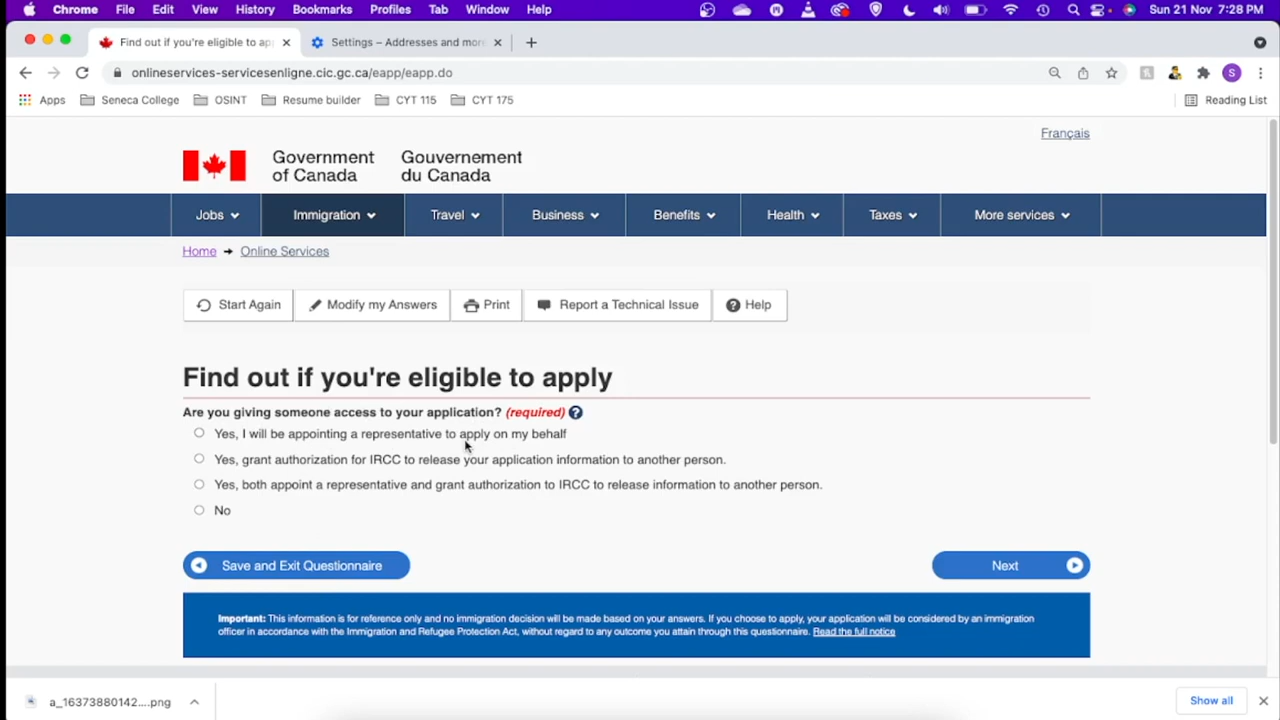 Chrome File Edit View History Bookmarks Profiles Tab Window Help Sun 21 Nov 7:28 PM
Find out if you're eligible to ap Settings – Addresses and mor
onlineservices-servicesenligne.cic.gc.ca/eapp/eapp.do S
Apps Seneca College OSINT Resume builder CYT 115 CYT 175 Reading List
Français
Government Gouvernement
of Canada du Canada
Jobs Immigration Travel Business Benefits Health Taxes More services
Home Online Services
Start Again Modify my Answers Print Report a Technical Issue Help
Find out if you're eligible to apply
Are you giving someone access to your application? (required)
Yes, I will be appointing a representative to apply on my behalf
Yes, grant authorization for IRCC to release your application information to another person.
Yes, both appoint a representative and grant authorization to IRCC to release information to another person.
No
Save and Exit Questionnaire Next
Important: This information is for reference only and no immigration decision will be made based on your answers. If you choose to apply, your application will be considered by an immigration
officer in accordance with the Immigration and Refugee Protection Act, without regard to any outcome you attain through this questionnaire. Read the full notice
a_16373880142....png Show all